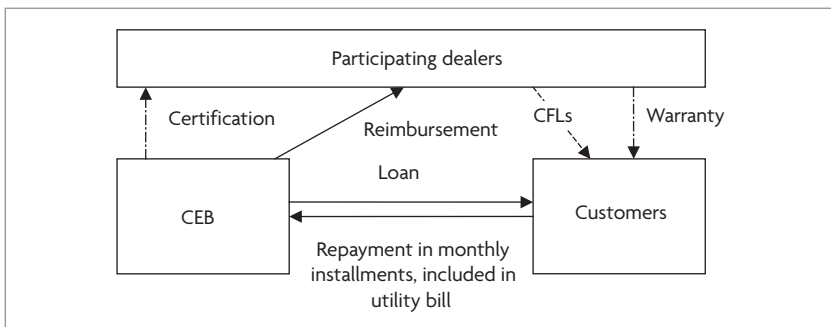 Participating dealers
Certification
Reimbursement
CFLs
Warranty
Loan
CEB
Customers
Repayment in monthly
installments, included in
utility bill